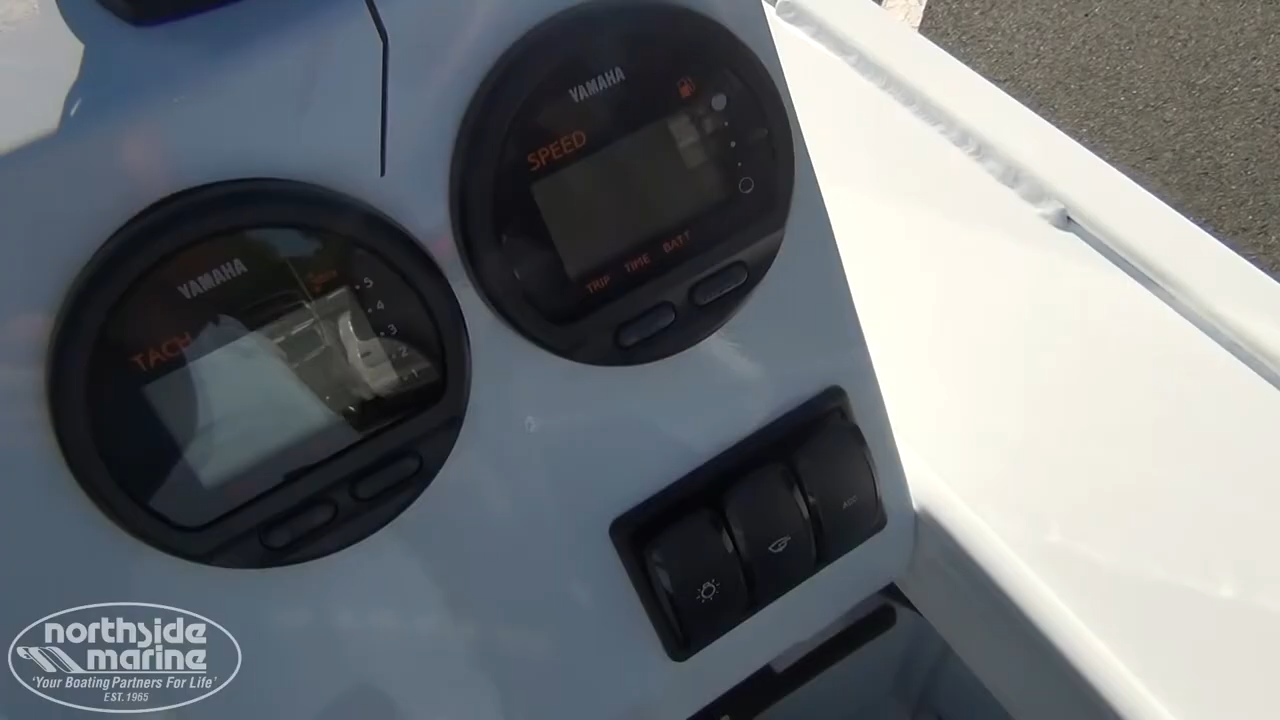 YAMAHA
SPEED
TRIP TIME BATT
YAMAHA
TACH
5
4
3
2
1
ACC
northside
marine
'Your Boating Partners For Life'
EST. 1965